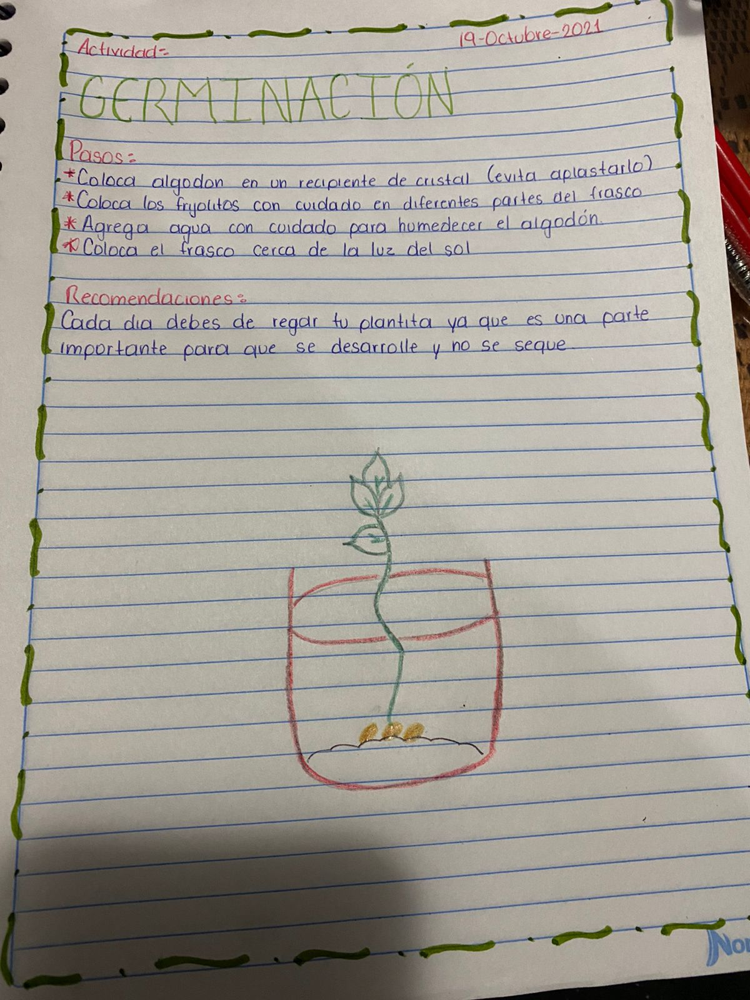 19-Octubre-2021
Actividad=
GERMINACIÓN
Pasos=
*Coloca algodon en un recipiente de cristal (evita aplastarlo)
*Coloca los fryolitos con cuidado en diferentes partes del frasco
*Agrega agua con cuidado para humedecer el algodón.
*Coloca el frasco cerca de la luz del sol
Recomendaciones=
Cada dia debes de regar tu plantita ya que es una parte
importante para que se desarrolle y no se seque